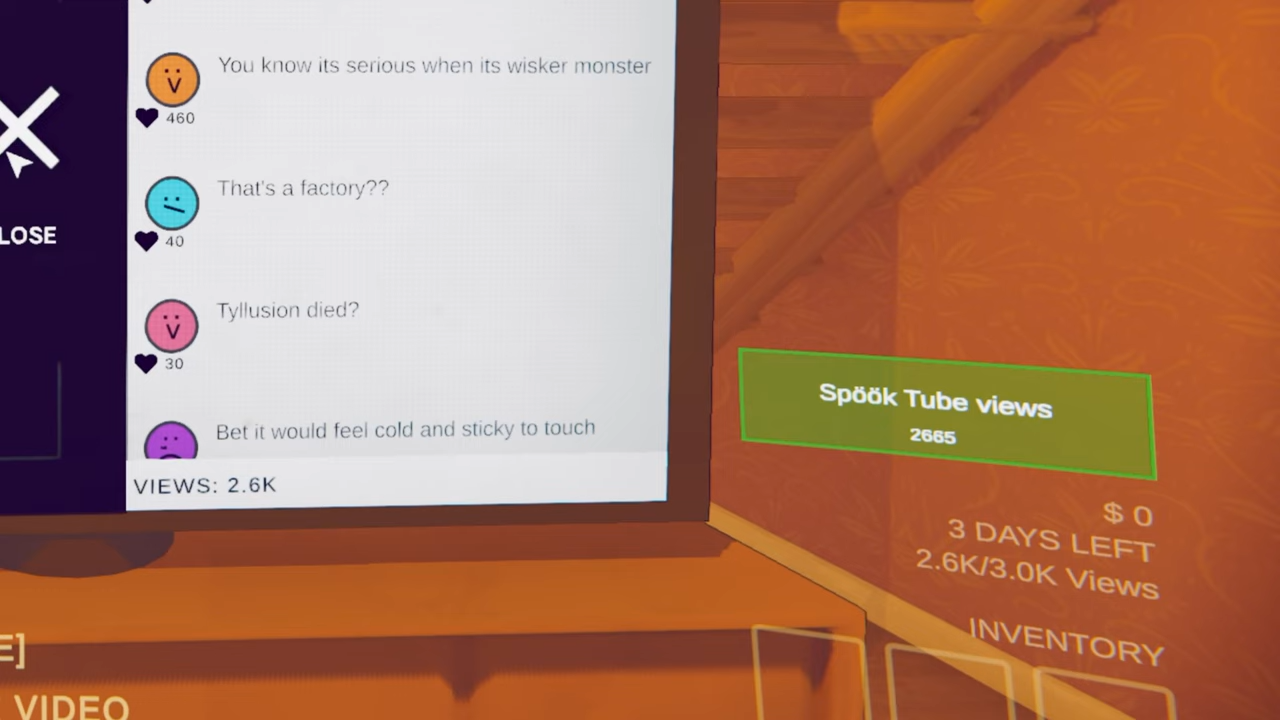 You know its serious when its wisker monster
460
That's a factory??
40
LOSE
Tyllusion died?
30
Bet it would feel cold and sticky to touch
VIEWS: 2.6K
Spöök Tube views
2665
$ 0
3 DAYS LEFT
2.6K/3.0K Views
INVENTORY
E]
VIDEO